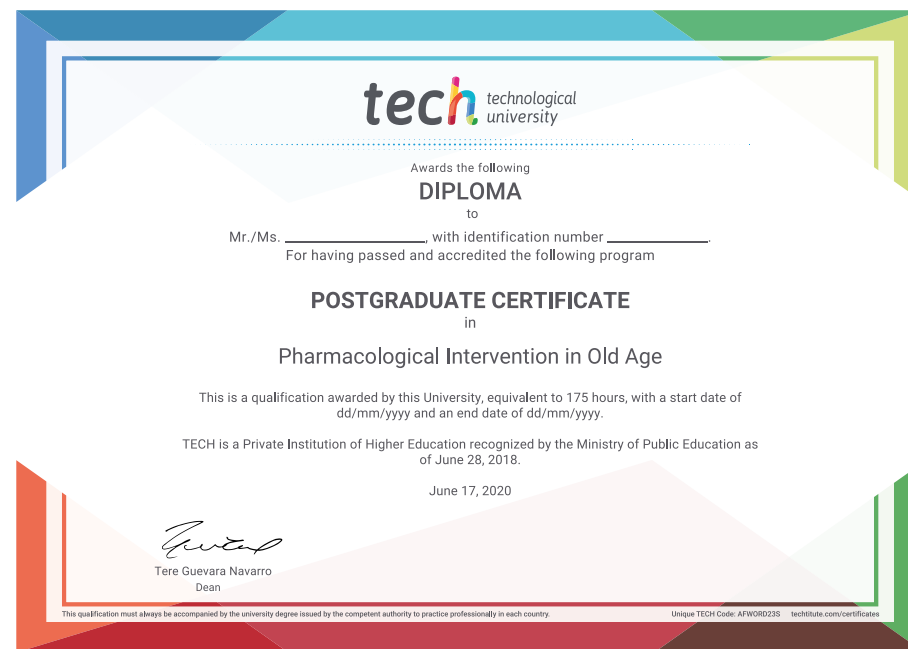 tech technological
university
Awards the following
DIPLOMA
to
Mr./Ms. ____________________, with identification number ______________.
For having passed and accredited the following program
POSTGRADUATE CERTIFICATE
in
Pharmacological Intervention in Old Age
This is a qualification awarded by this University, equivalent to 175 hours, with a start date of
dd/mm/yyyy and an end date of dd/mm/yyyy.
TECH is a Private Institution of Higher Education recognized by the Ministry of Public Education as
of June 28, 2018.
June 17, 2020
Tere Guevara Navarro
Dean
This qualification must always be accompanied by the university degree issued by the competent authority to practice professionally in each country. Unique TECH Code: AFWORD23S techtitute.com/certificates